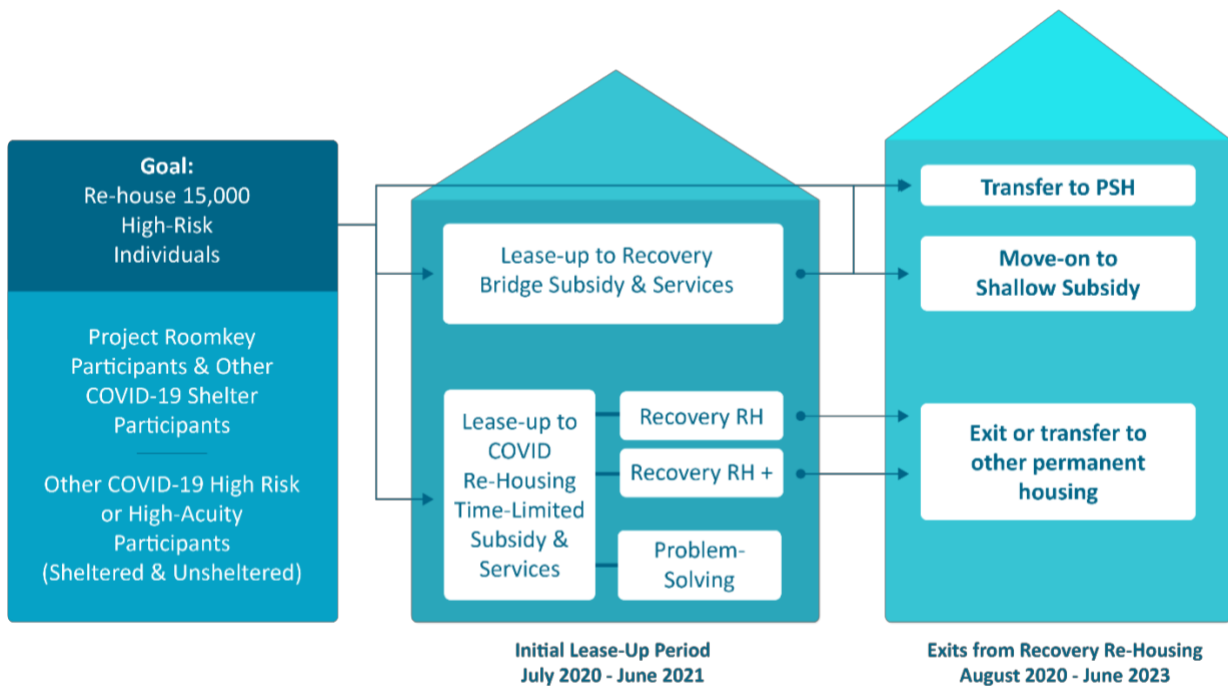 Goal:
Re-house 15,000
High-Risk
Individuals
Project Roomkey
Participants & Other
COVID-19 Shelter
Participants
Other COVID-19 High Risk
or High-Acuity
Participants
(Sheltered & Unsheltered)
Lease-up to Recovery
Bridge Subsidy & Services
Lease-up to
COVID
Re-Housing
Time-Limited
Subsidy &
Services
Recovery RH
Recovery RH +
Problem-
Solving
Initial Lease-Up Period
July 2020 - June 2021
Transfer to PSH
Move-on to
Shallow Subsidy
Exit or transfer to
other permanent
housing
Exits from Recovery Re-Housing
August 2020 - June 2023